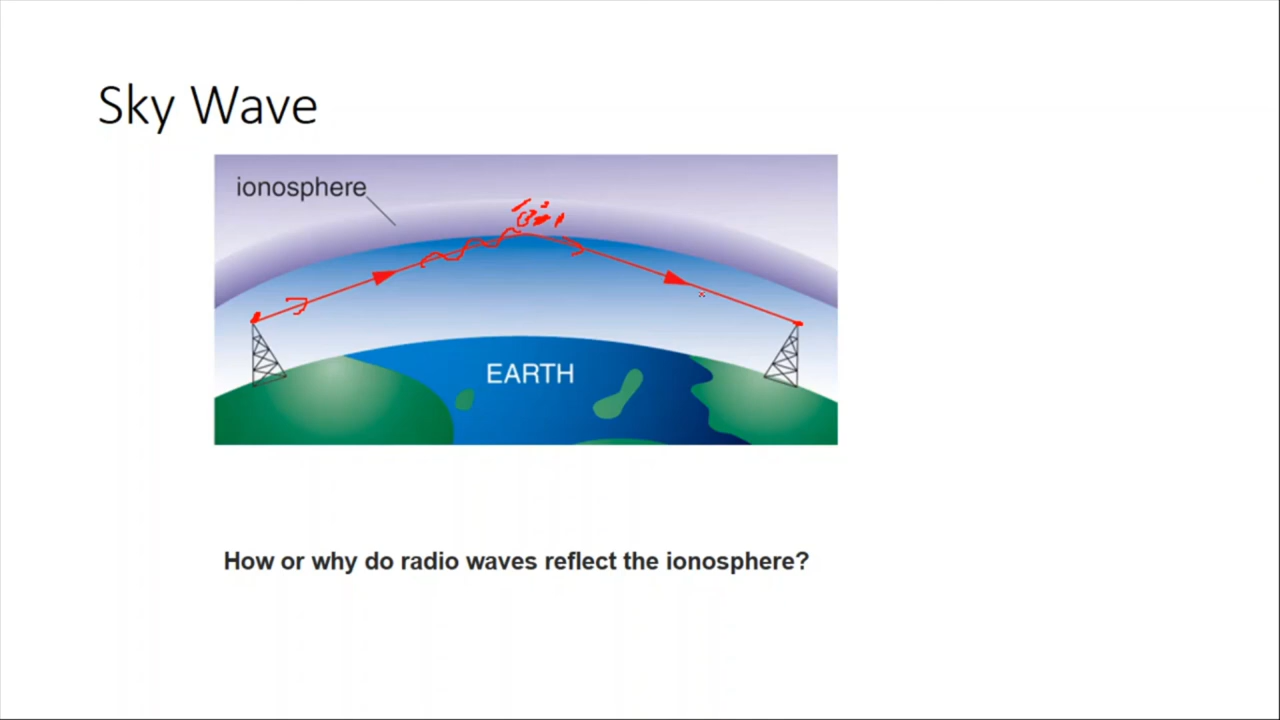 Sky Wave
ionosphere
EARTH
How or why do radio waves reflect the ionosphere?